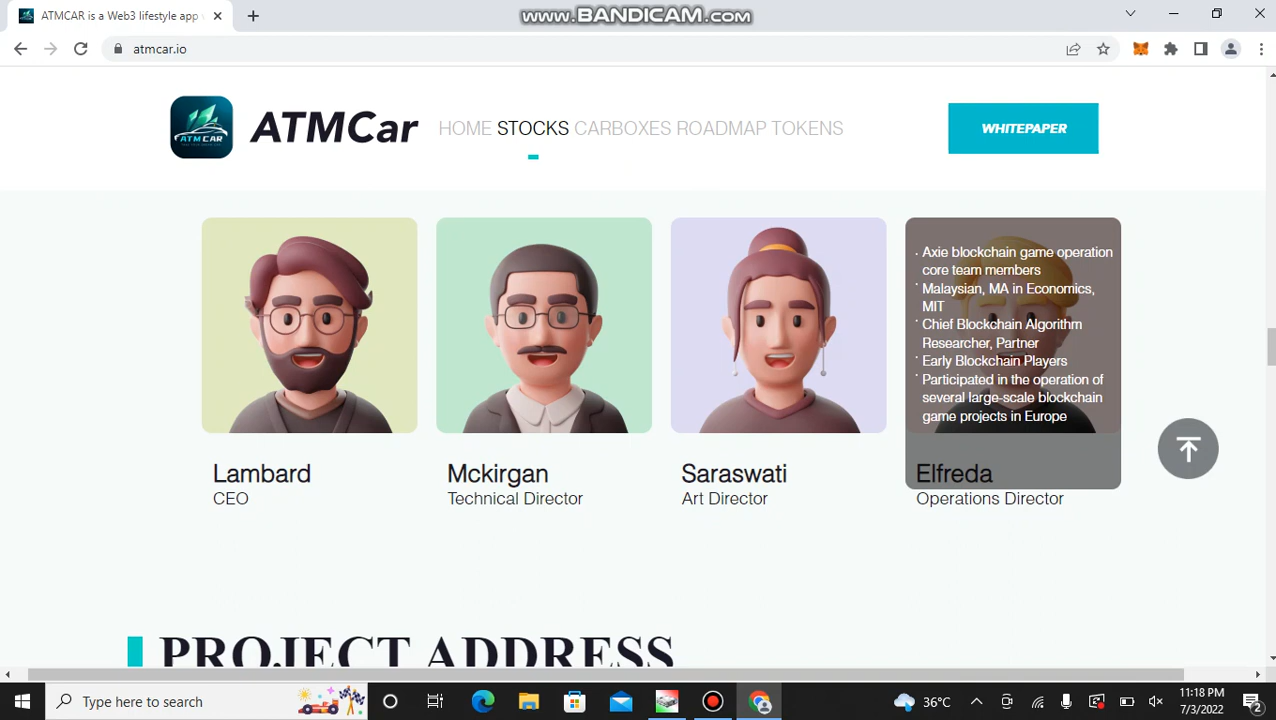 ATMCAR is a Web3 lifestyle app
www.BANDICAM.com
atmcar.io
ATM CAR
ATMCar
HOME STOCKS CARBOXES ROADMAP TOKENS
WHITEPAPER
· Axie blockchain game operation
core team members
· Malaysian, MA in Economics,
MIT
· Chief Blockchain Algorithm
Researcher, Partner
· Early Blockchain Players
· Participated in the operation of
several large-scale blockchain
game projects in Europe
Lambard
CEO
Mckirgan
Technical Director
Saraswati
Art Director
Elfreda
Operations Director
PROJECT ADDRESS
Type here to search
36°C
11:18 PM
7/3/2022
2